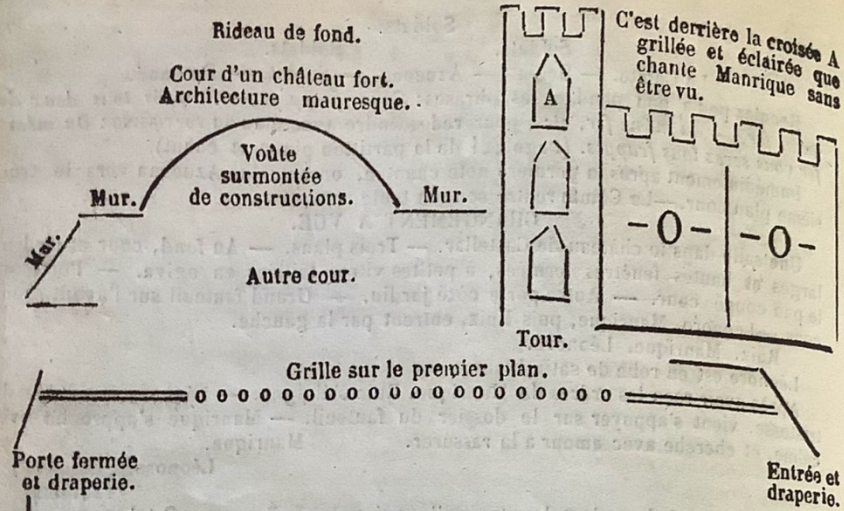 Rideau de fond.
Cour d'un château fort.
Architecture mauresque.
C'est derrière la croisée A
grillée et éclairée que
chante Manrique sans
être vu.
A
Voûte
surmontée
de constructions.
Mur.
Mur.
Mur.
Autre cour.
Tour.
Grille sur le premier plan.
Porte fermée
et draperie.
Entrée et
draperie.